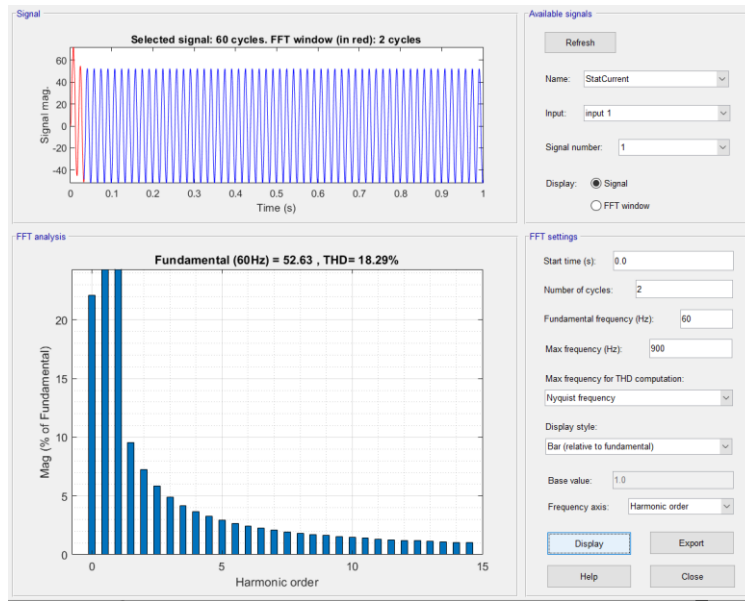 Signal
Selected signal: 60 cycles. FFT window (in red): 2 cycles
Signal mag.
60
40
20
0
-20
-40
0
0.1
0.2
0.3
0.4
0.5
0.6
0.7
0.8
0.9
1
Time (s)
Available signals
Refresh
Name:
StatCurrent
Input:
input 1
Signal number:
1
Display:
Signal
FFT window
FFT analysis
Fundamental (60Hz) = 52.63 , THD= 18.29%
Mag (% of Fundamental)
20
15
10
5
0
0
5
10
15
Harmonic order
FFT settings
Start time (s):
0.0
Number of cycles:
2
Fundamental frequency (Hz):
60
Max frequency (Hz):
900
Max frequency for THD computation:
Nyquist frequency
Display style:
Bar (relative to fundamental)
Base value:
1.0
Frequency axis:
Harmonic order
Display
Export
Help
Close